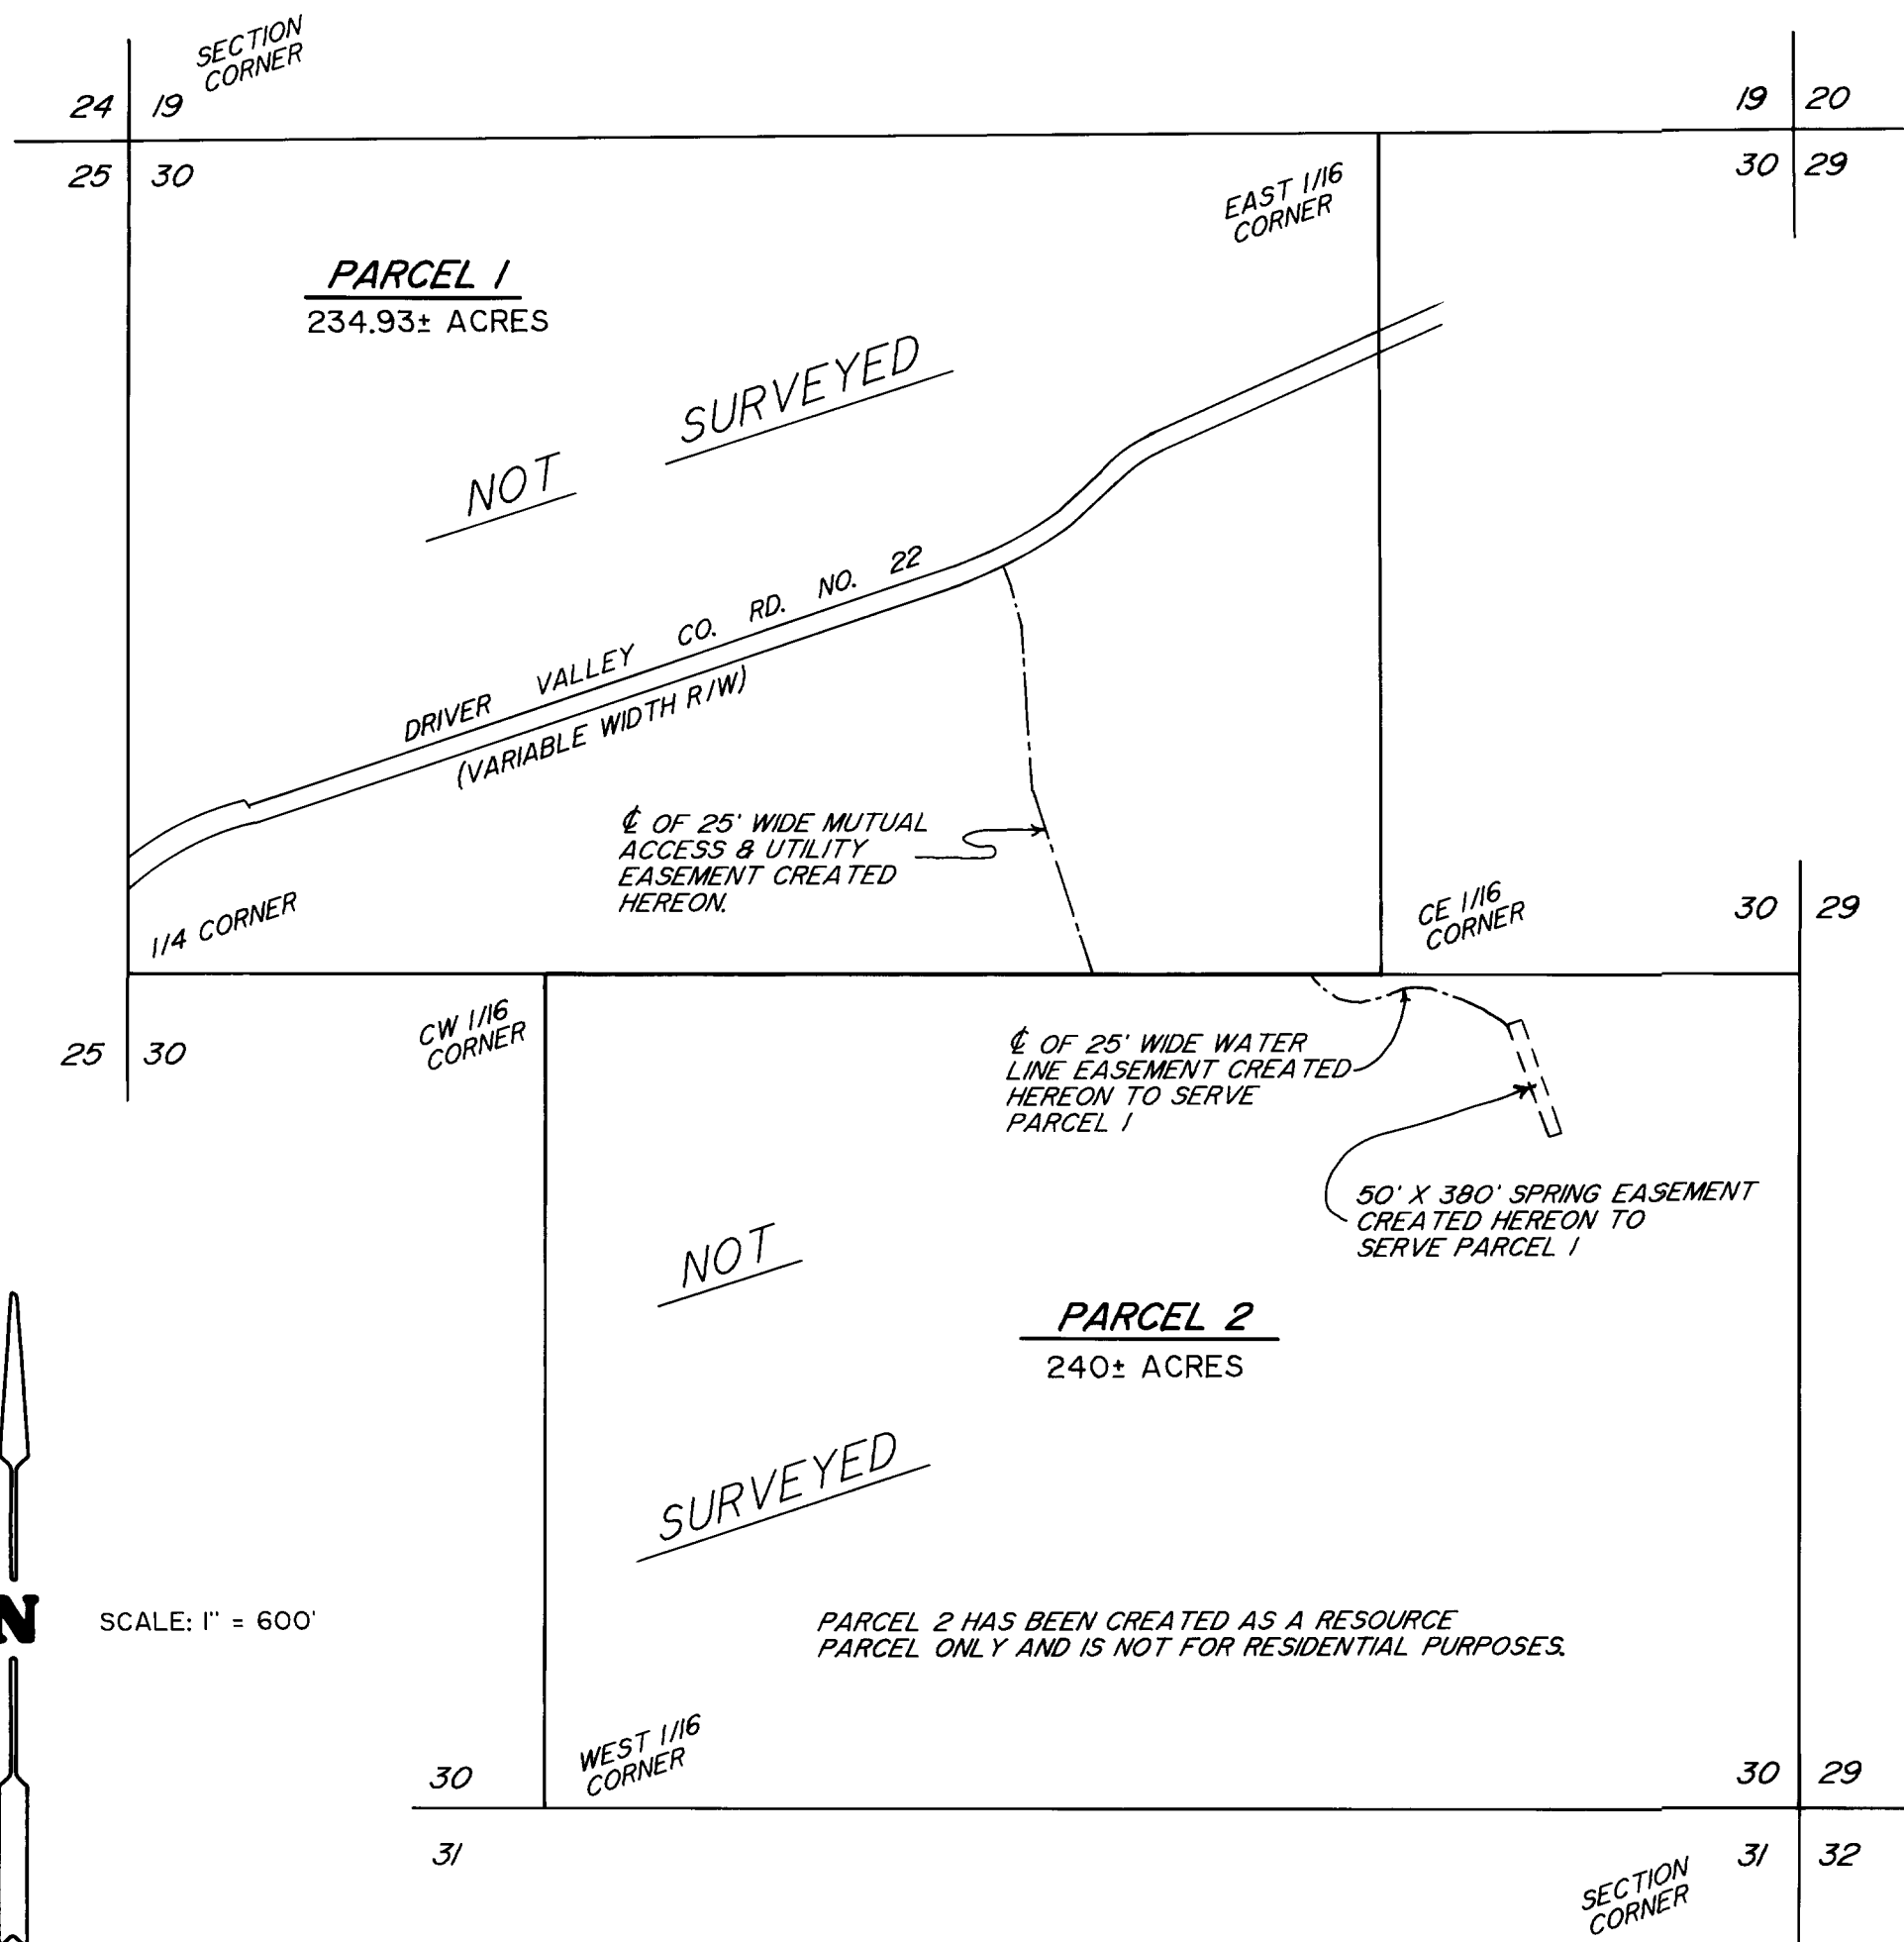 SECTION
CORNER
24 19
19 20
25 30
30 29
EAST 1/16
CORNER
PARCEL 1
234.93± ACRES
NOT SURVEYED
DRIVER VALLEY CO. RD. NO. 22
(VARIABLE WIDTH R/W)
℄ OF 25' WIDE MUTUAL
ACCESS & UTILITY
EASEMENT CREATED
HEREON.
1/4 CORNER
CE 1/16
CORNER
30 29
CW 1/16
CORNER
25 30
℄ OF 25' WIDE WATER
LINE EASEMENT CREATED
HEREON TO SERVE
PARCEL 1
50' X 380' SPRING EASEMENT
CREATED HEREON TO
SERVE PARCEL 1
NOT
PARCEL 2
240± ACRES
SURVEYED
N
SCALE: 1" = 600'
PARCEL 2 HAS BEEN CREATED AS A RESOURCE
PARCEL ONLY AND IS NOT FOR RESIDENTIAL PURPOSES.
WEST 1/16
CORNER
30
30 29
31
31 32
SECTION
CORNER